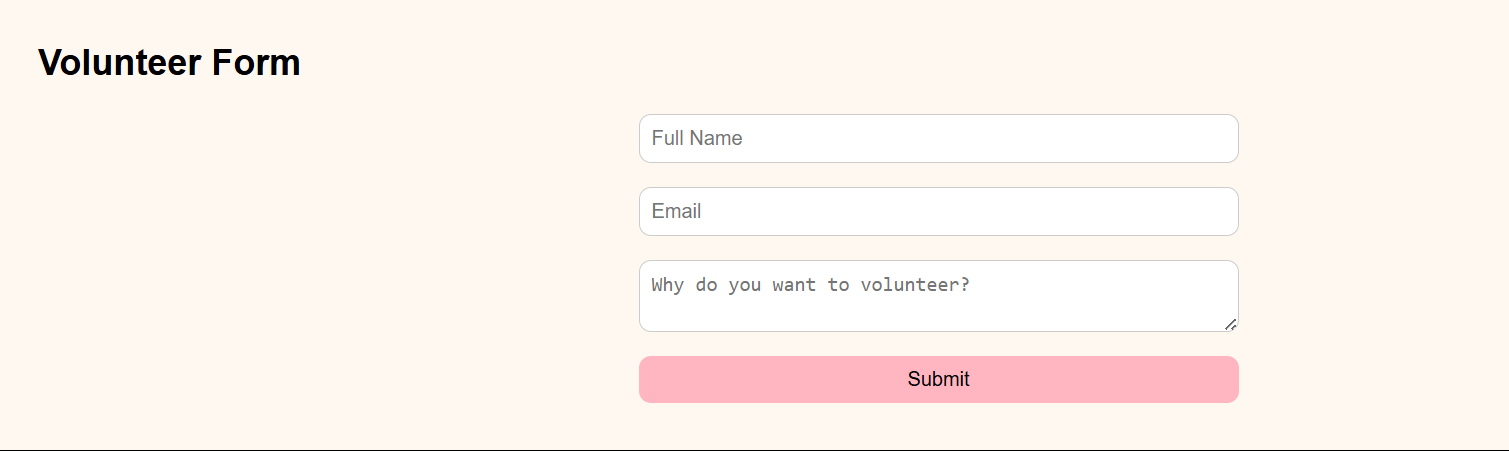 Volunteer Form
Full Name
Email
Why do you want to volunteer?
Submit